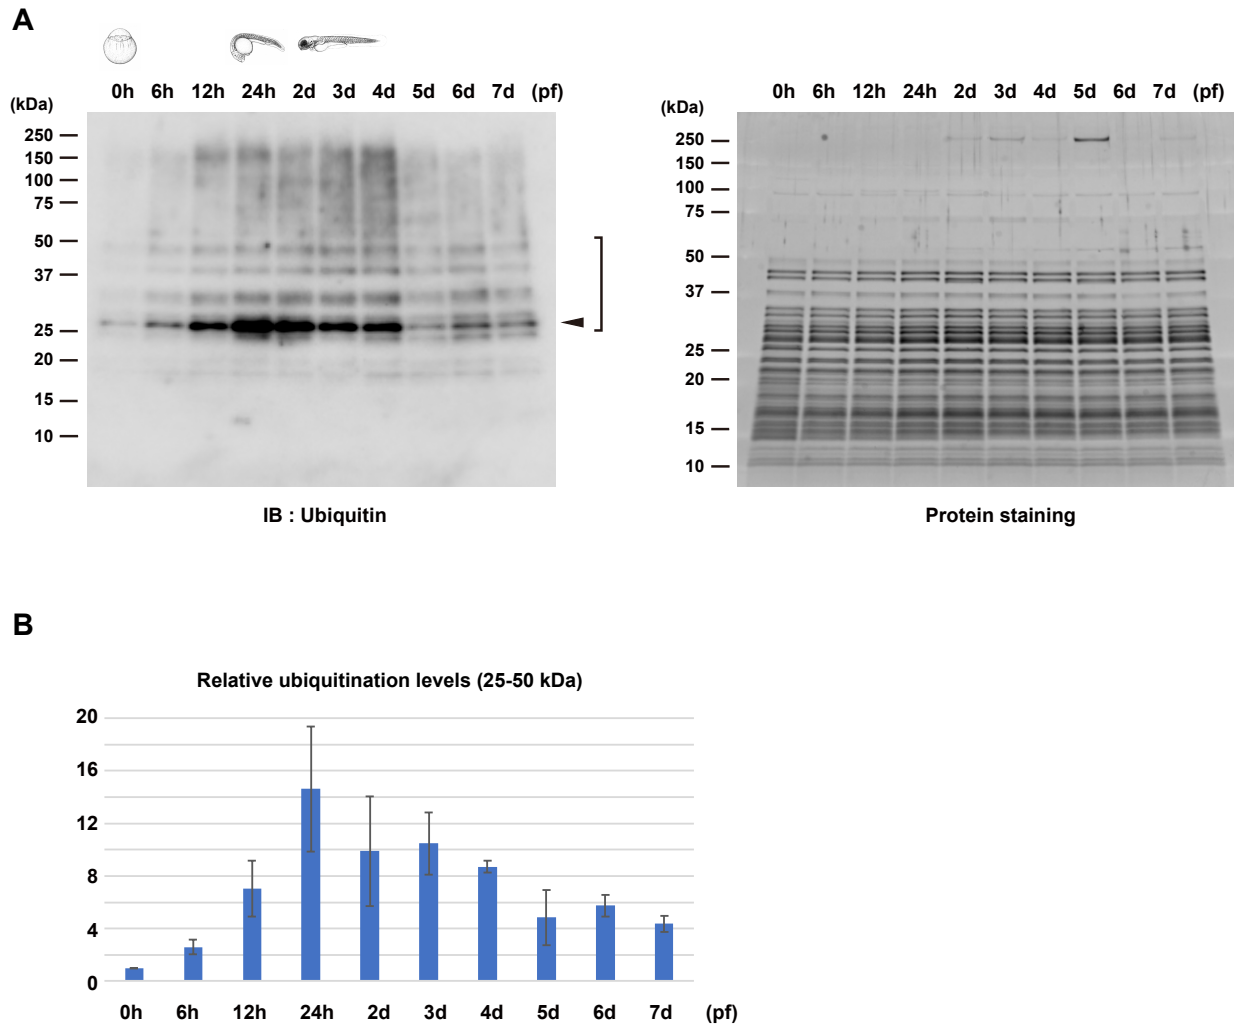 A
0h 6h 12h 24h 2d 3d 4d 5d 6d 7d (pf)
(kDa)
250
150
100
75
50
37
25
20
15
10
IB : Ubiquitin
0h 6h 12h 24h 2d 3d 4d 5d 6d 7d (pf)
(kDa)
250
150
100
75
50
37
25
20
15
10
Protein staining
B
Relative ubiquitination levels (25-50 kDa)
20
16
12
8
4
0
0h 6h 12h 24h 2d 3d 4d 5d 6d 7d (pf)